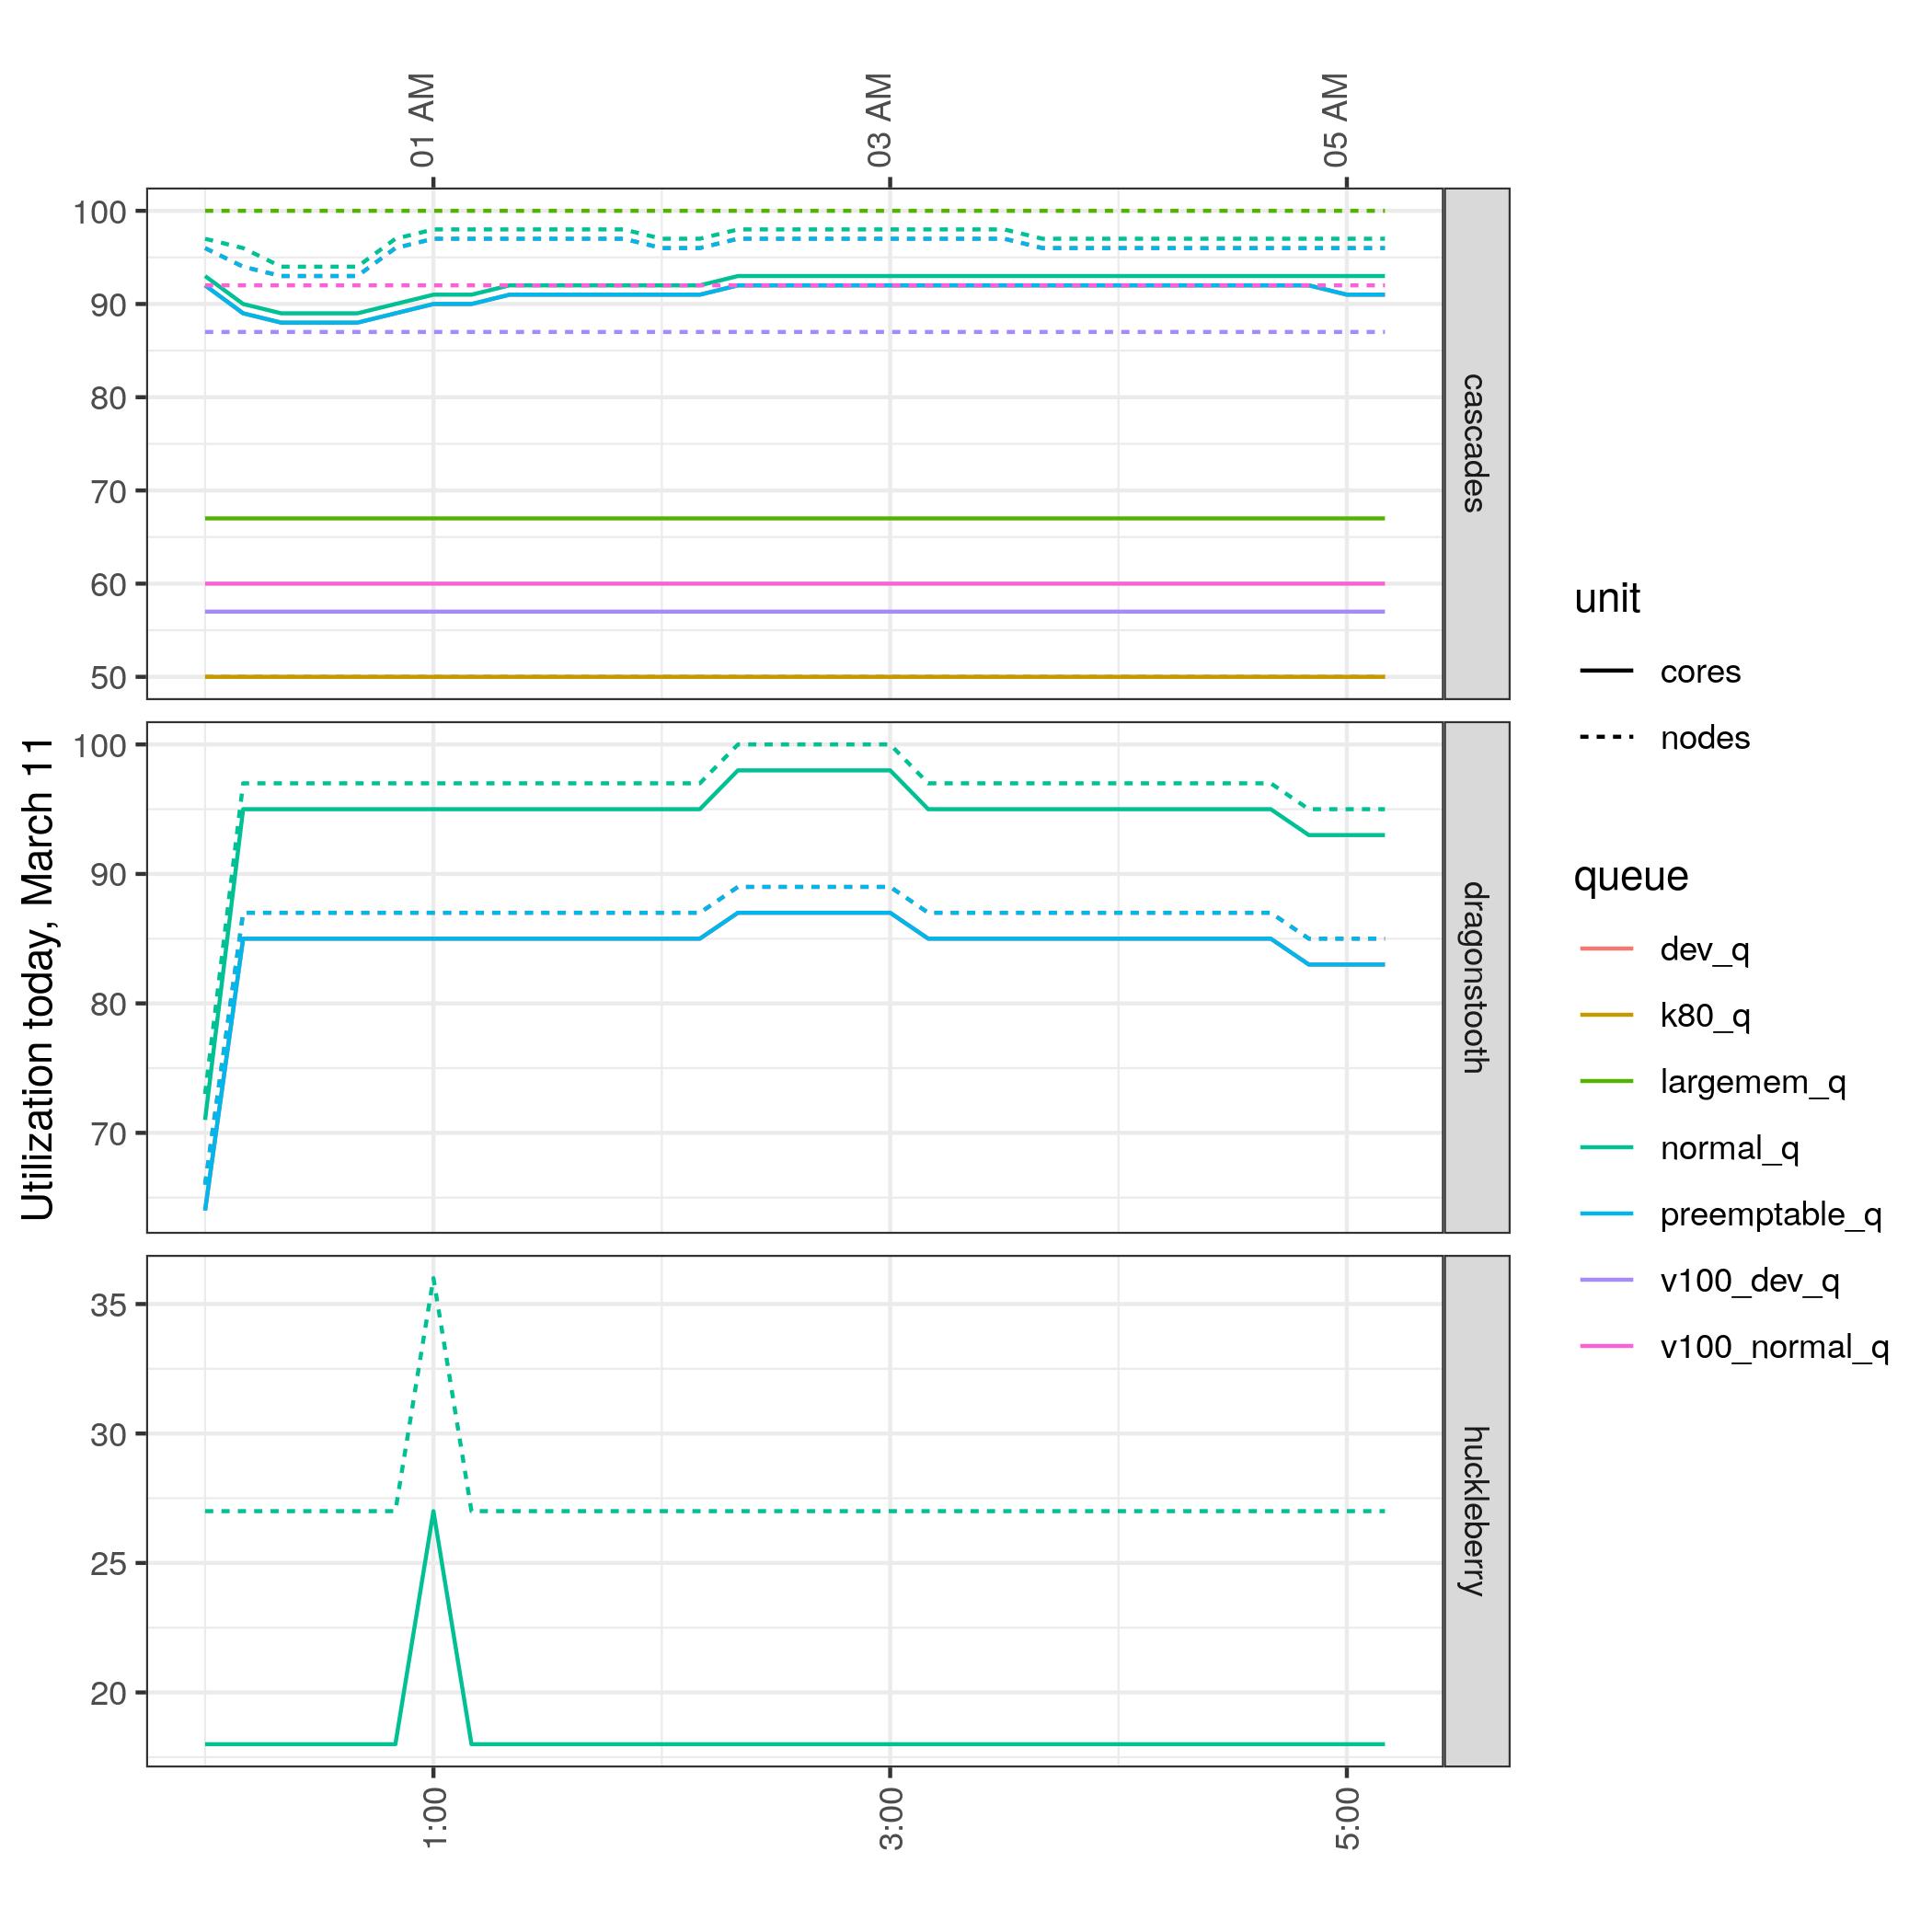 01 AM
03 AM
05 AM
100
90
80
70
60
50
cascades
100
90
80
70
dragonstooth
35
30
25
20
huckleberry
1:00
3:00
5:00
Utilization today, March 11
unit
cores
nodes
queue
dev_q
k80_q
largemem_q
normal_q
preemptable_q
v100_dev_q
v100_normal_q